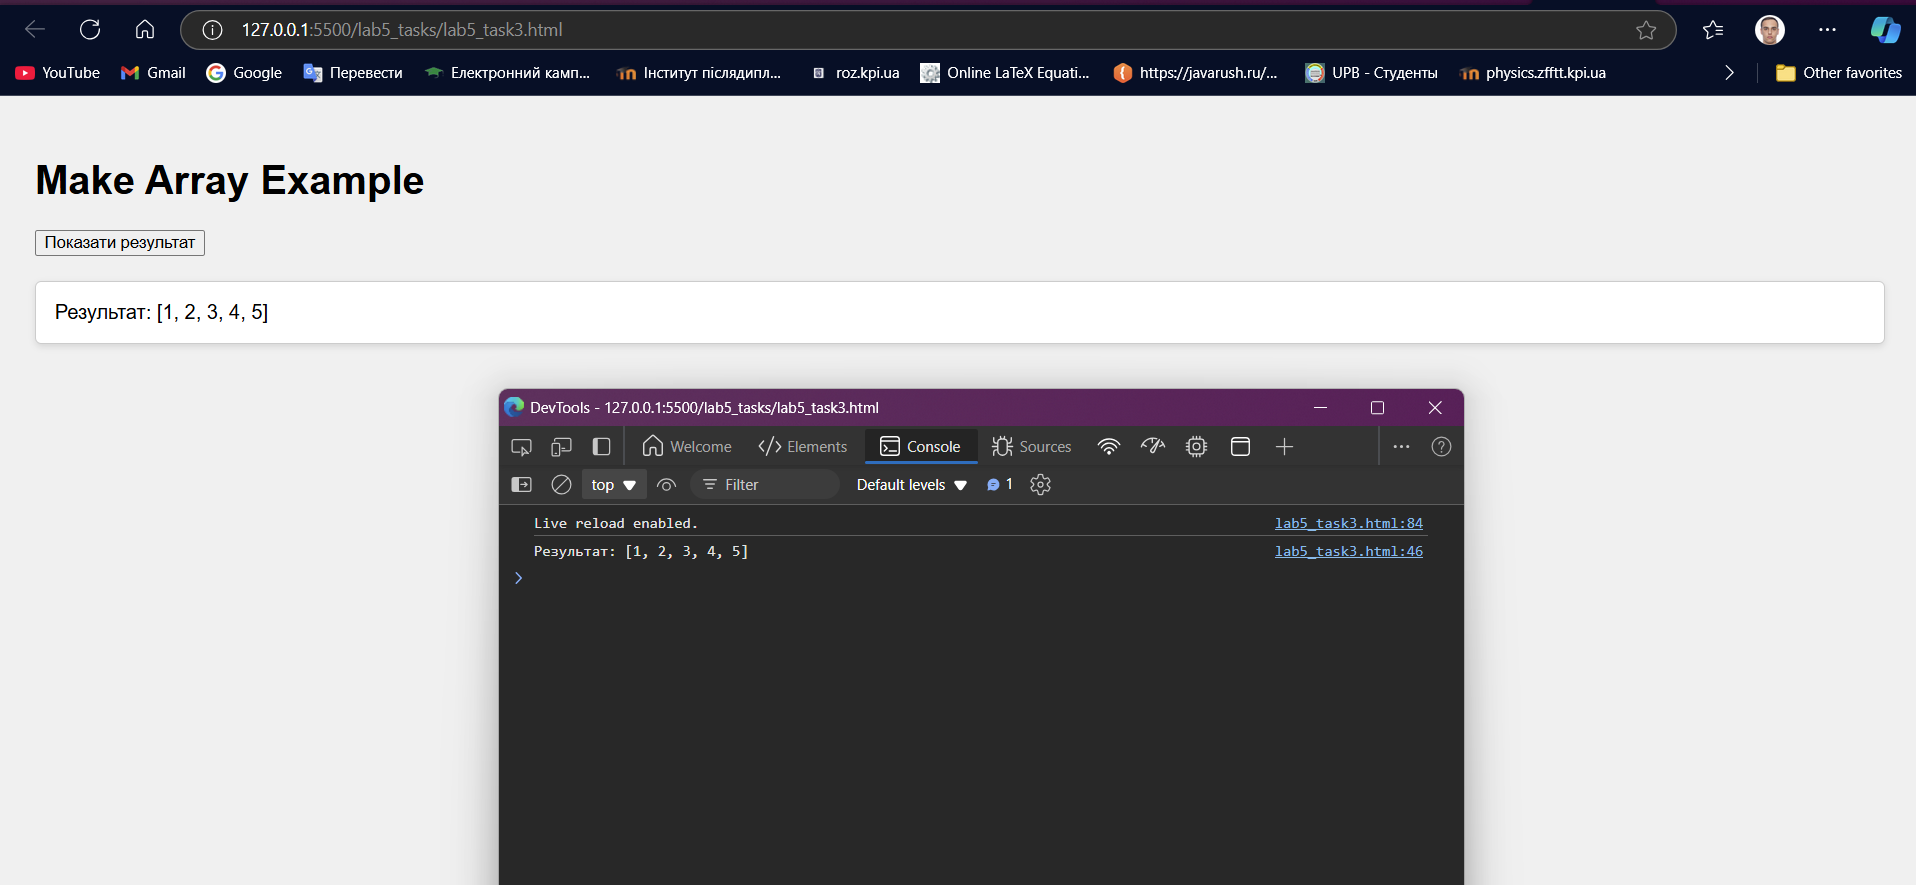 127.0.0.1:5500/lab5_tasks/lab5_task3.html
YouTube Gmail Google Перевести Електронний камп... Інститут післядипл... roz.kpi.ua Online LaTeX Equati... https://javarush.ru/... UPB - Студенты physics.zfftt.kpi.ua Other favorites
Make Array Example
Показати результат
Результат: [1, 2, 3, 4, 5]
DevTools - 127.0.0.1:5500/lab5_tasks/lab5_task3.html
Welcome Elements Console Sources
top Filter Default levels 1
Live reload enabled. lab5_task3.html:84
Результат: [1, 2, 3, 4, 5] lab5_task3.html:46